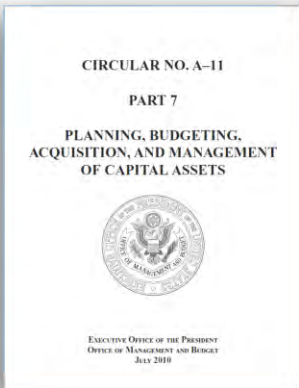 CIRCULAR NO. A–11
PART 7
PLANNING, BUDGETING,
ACQUISITION, AND MANAGEMENT
OF CAPITAL ASSETS
EXECUTIVE OFFICE OF THE PRESIDENT
OFFICE OF MANAGEMENT AND BUDGET
JULY 2010